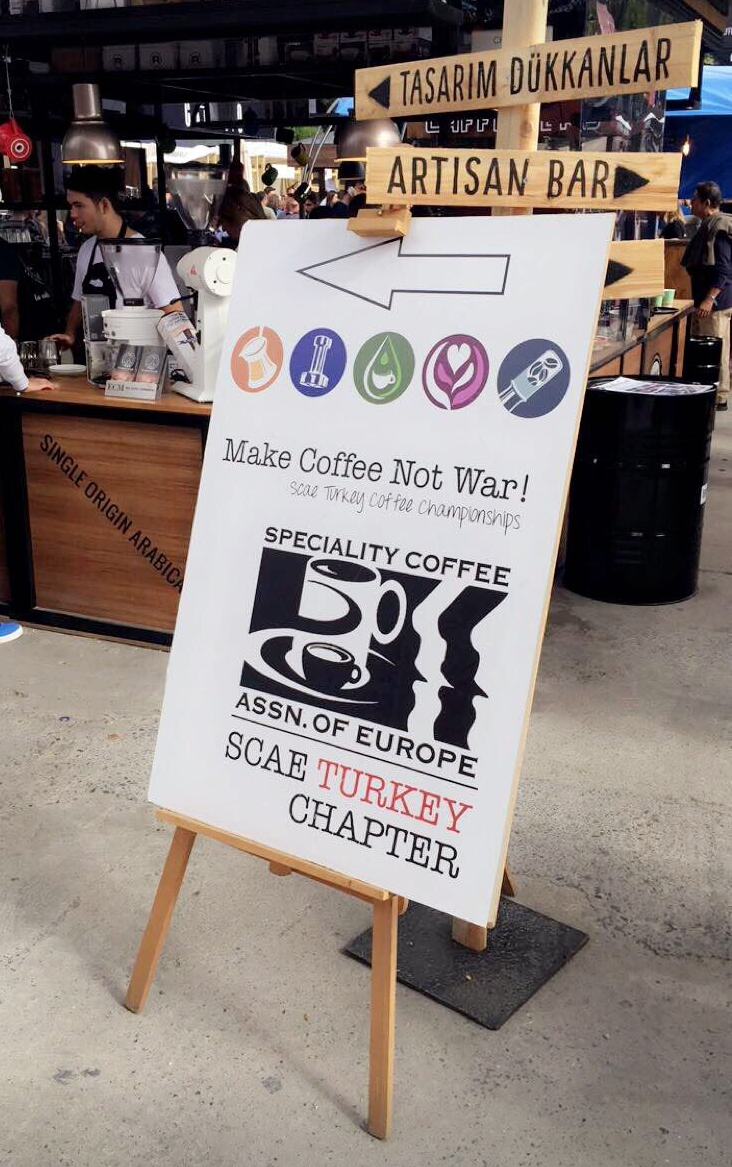 TASARIM DÜKKANLAR
ARTISAN BAR
Make Coffee Not War!
Scae Turkey Coffee Championships
SPECIALITY COFFEE
ASSN. OF EUROPE
SCAE TURKEY
CHAPTER
SINGLE ORIGIN ARABICA